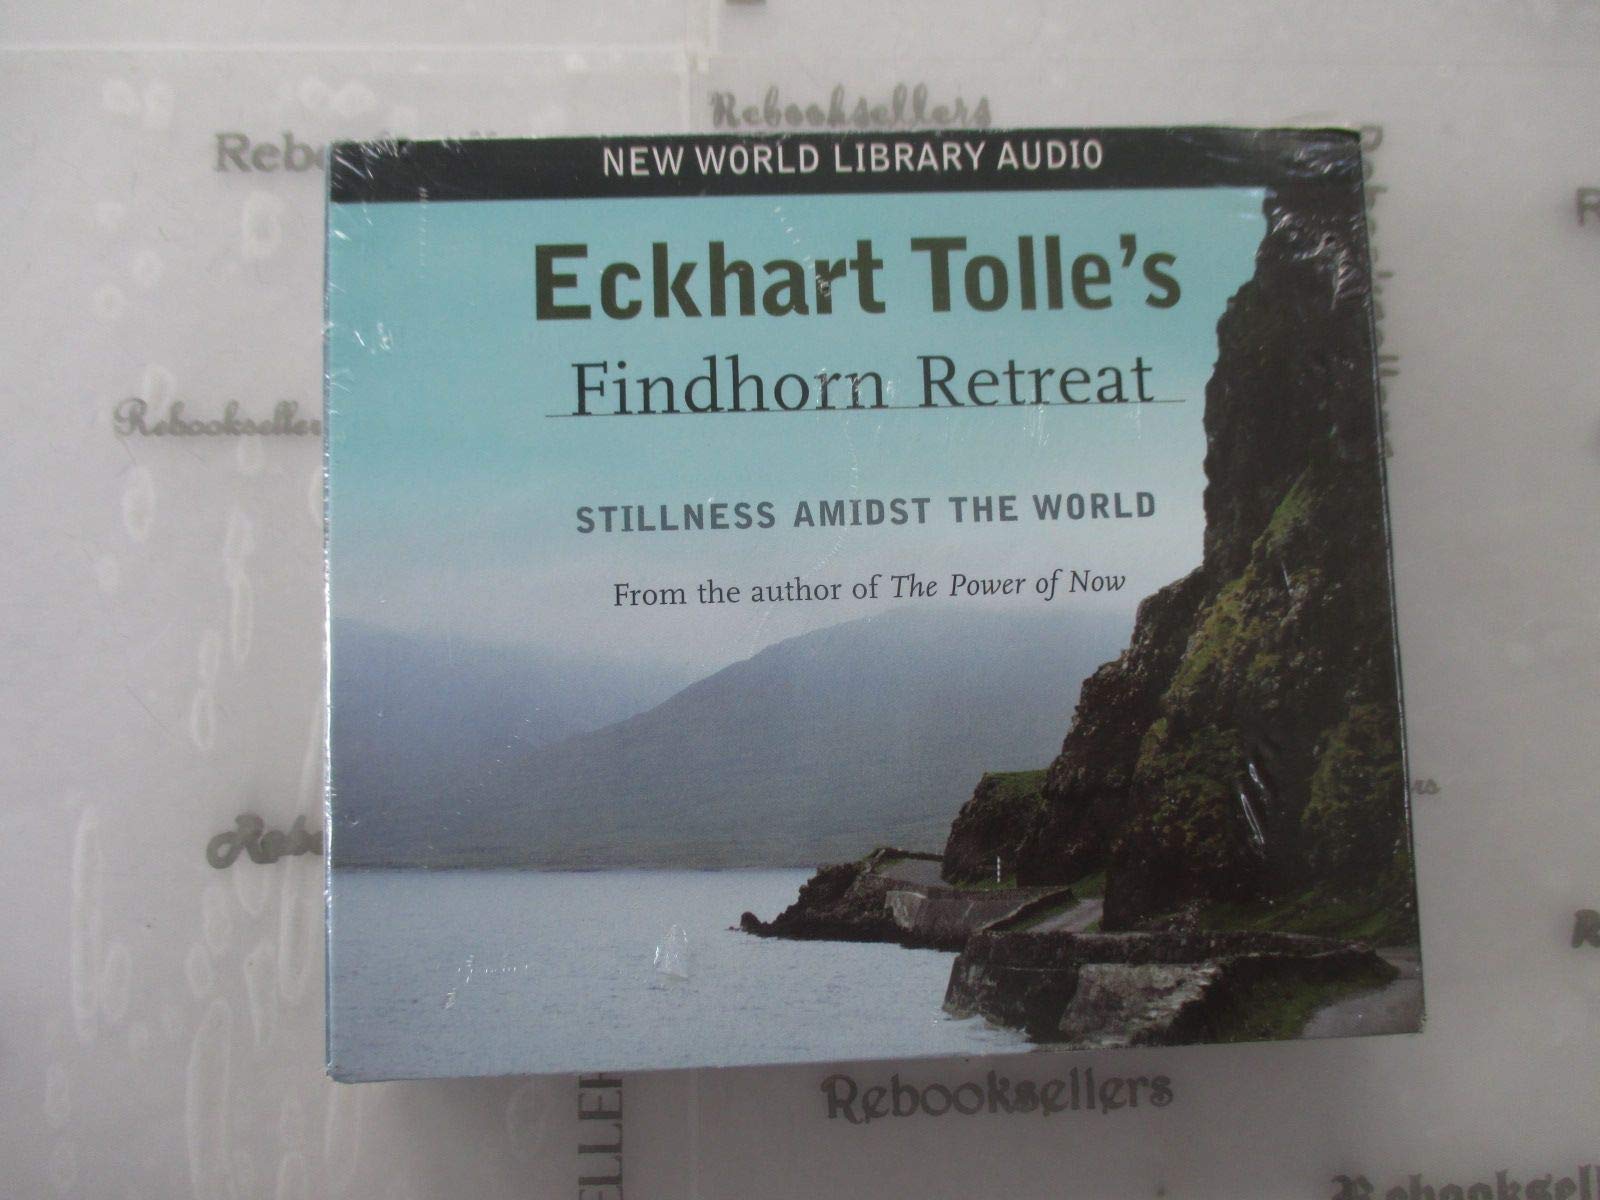 Rebooksellers
NEW WORLD LIBRARY AUDIO
Eckhart Tolle's
Findhorn Retreat
STILLNESS AMIDST THE WORLD
From the author of The Power of Now
Rebooksellers